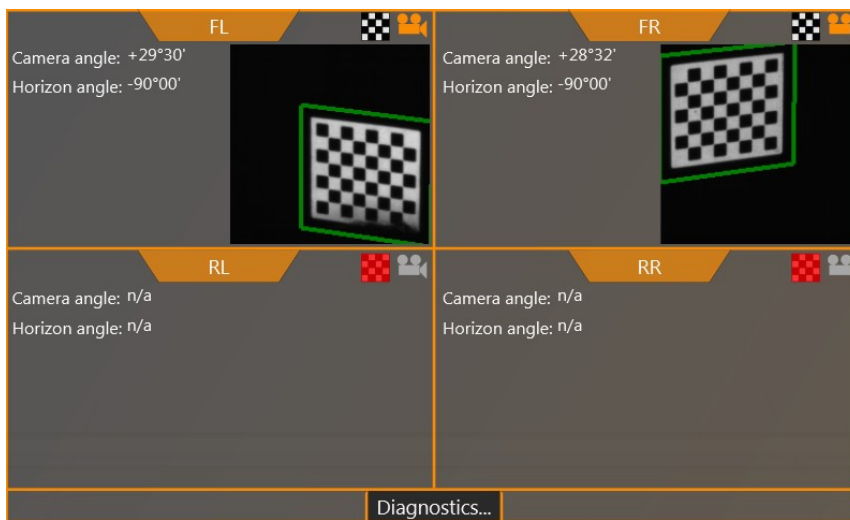 FL
Camera angle: +29°30'
Horizon angle: -90°00'
FR
Camera angle: +28°32'
Horizon angle: -90°00'
RL
Camera angle: n/a
Horizon angle: n/a
RR
Camera angle: n/a
Horizon angle: n/a
Diagnostics...